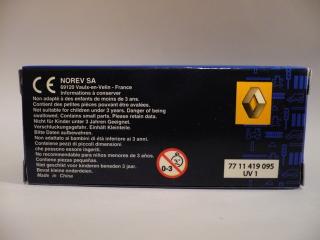 CE
NOREV SA
69120 Vaulx-en-Velin - France
Informations à conserver
Non adapté à des enfants de moins de 3 ans.
Contient des petites pièces pouvant être avalées.
Not suitable for children under 3 years. Danger of being
swallowed. Contains small parts. Please retain data.
Nicht für Kinder unter 3 Jahren Geeignet.
Verschluckungsgefahr. Enthält Kleinteile.
Bitte Daten aufbewahren.
Non adatto ai bambini di età inferiore ai 3 anni.
Contiene pezzi di piccoli dimensioni
che possono essere ingeriti.
No recommendable para niños menores de 3 años.
Contiene piezas pequeñas.
Niet geschikt voor kinderen beneden 3 jaar.
Bevat kleine onderdelen.
Made in China
0-3
77 11 419 095
UV 1